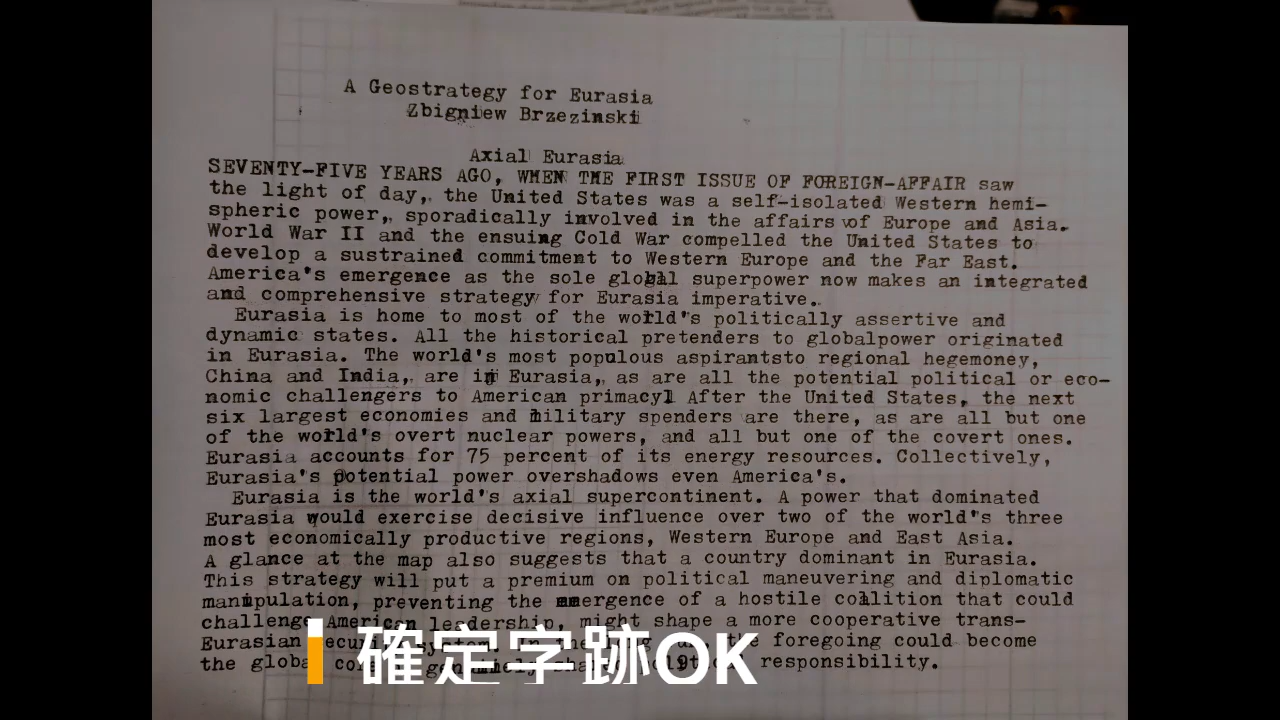 A Geostrategy for Eurasia
Zbigniew Brzezinski
Axial Eurasia
SEVENTY-FIVE YEARS AGO, WHEN THE FIRST ISSUE OF FOREIGN-AFFAIR saw
the light of day, the United States was a self-isolated Western hemi-
spheric power, sporadically involved in the affairs of Europe and Asia.
World War II and the ensuing Cold War compelled the United States to
develop a sustrained commitment to Western Europe and the Far East.
America's emergence as the sole global superpower now makes an integrated
and comprehensive strategy for Eurasia imperative.
Eurasia is home to most of the world's politically assertive and
dynamic states. All the historical pretenders to globalpower originated
in Eurasia. The world's most populous aspirantsto regional hegemoney,
China and India, are in Eurasia, as are all the potential political or eco-
nomic challengers to American primacyl After the United States, the next
six largest economies and military spenders are there, as are all but one
of the world's overt nuclear powers, and all but one of the covert ones.
Eurasia accounts for 75 percent of its energy resources. Collectively,
Eurasia's potential power overshadows even America's.
Eurasia is the world's axial supercontinent. A power that dominated
Eurasia would exercise decisive influence over two of the world's three
most economically productive regions, Western Europe and East Asia.
A glance at the map also suggests that a country dominant in Eurasia.
This strategy will put a premium on political maneuvering and diplomatic
manipulation, preventing the emergence of a hostile coalition that could
challenge American leadership, might shape a more cooperative trans-
Eurasian the foregoing could become
the responsibility.
確定字跡OK